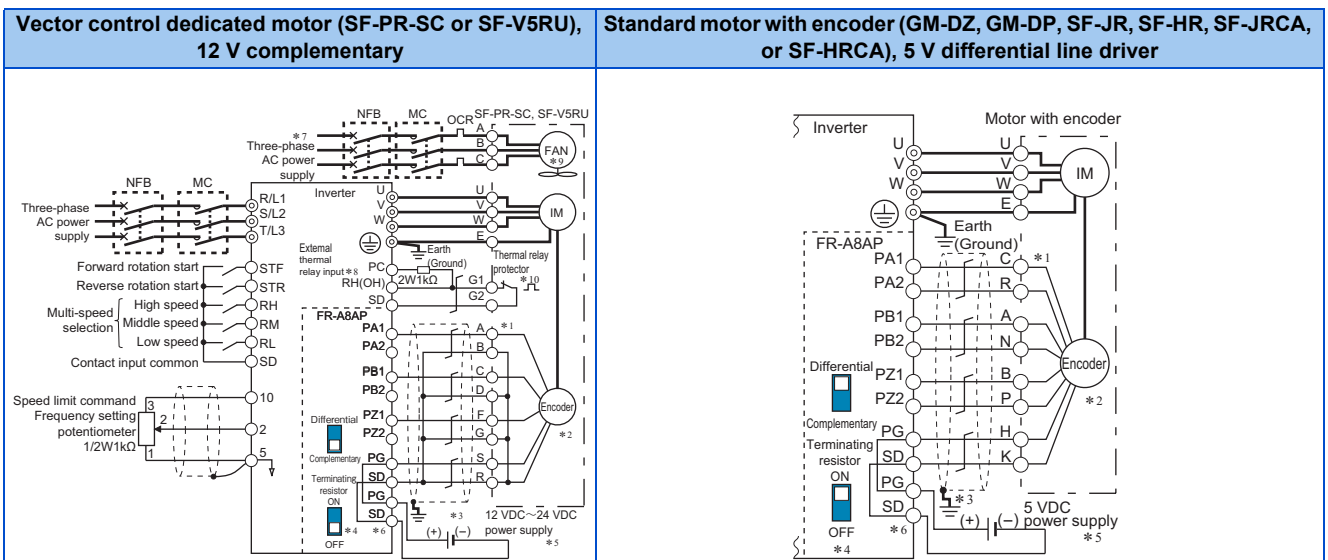 Vector control dedicated motor (SF-PR-SC or SF-V5RU),
12 V complementary
Standard motor with encoder (GM-DZ, GM-DP, SF-JR, SF-HR, SF-JRCA,
or SF-HRCA), 5 V differential line driver
NFB
MC
OCR
SF-PR-SC, SF-V5RU
*7
Three-phase
AC power
supply
A
B
C
FAN
*9
NFB
MC
Three-phase
AC power
supply
R/L1
S/L2
T/L3
Inverter
U
V
W
U
V
W
E
IM
Earth
(Ground)
External
thermal
relay input *8
PC
RH(OH)
SD
2W1kΩ
G1
G2
Thermal relay
protector
*10
Forward rotation start
Reverse rotation start
Multi-speed
selection
High speed
Middle speed
Low speed
Contact input common
STF
STR
RH
RM
RL
SD
Speed limit command
Frequency setting
potentiometer
1/2W1kΩ
3
2
1
10
2
5
FR-A8AP
PA1
PA2
PB1
PB2
PZ1
PZ2
PG
SD
PG
SD
A
B
C
D
F
G
S
R
*1
Encoder
*2
Differential
Complementary
Terminating
resistor
ON
OFF
*4
*6
*3
(+)
(−)
12 VDC～24 VDC
power supply
*5
Inverter
Motor with encoder
U
V
W
U
V
W
E
IM
Earth
(Ground)
FR-A8AP
PA1
PA2
PB1
PB2
PZ1
PZ2
PG
SD
PG
SD
C
R
A
N
B
P
H
K
*1
Encoder
*2
Differential
Complementary
Terminating
resistor
ON
OFF
*4
*6
*3
(+)
(−)
5 VDC
power supply
*5